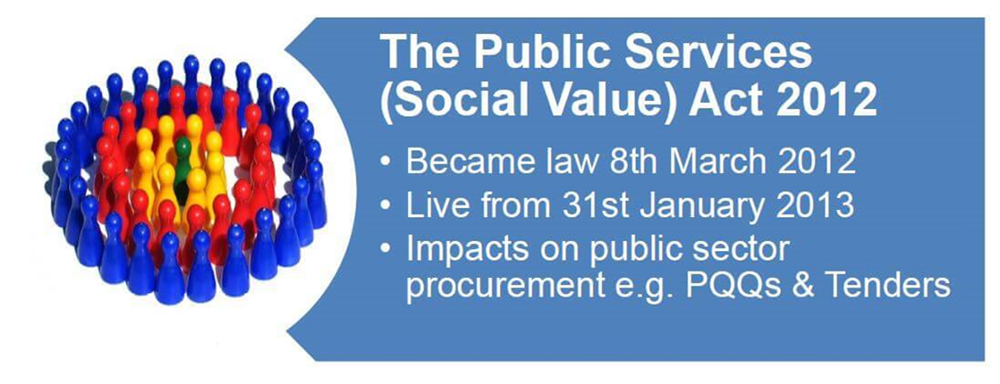 The Public Services
(Social Value) Act 2012
• Became law 8th March 2012
• Live from 31st January 2013
• Impacts on public sector
procurement e.g. PQQs & Tenders